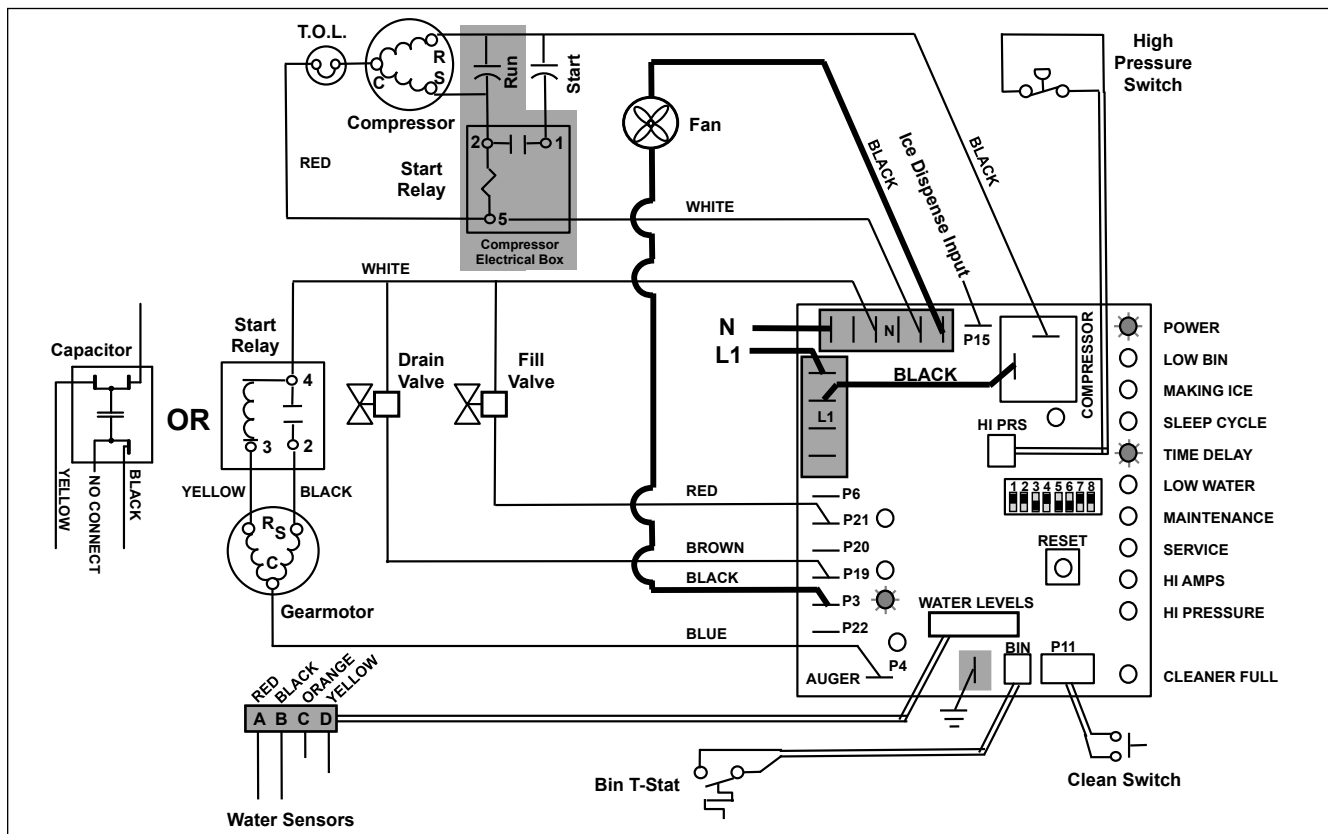 T.O.L.
R
S
C
Compressor
Run
Start
2
1
Start
Relay
5
Compressor
Electrical Box
RED
WHITE
Fan
BLACK
Ice Dispense Input
BLACK
High
Pressure
Switch
WHITE
Capacitor
YELLOW
NO CONNECT
BLACK
OR
Start
Relay
4
3
2
YELLOW
BLACK
R
S
C
Gearmotor
Drain
Valve
Fill
Valve
N
L1
N
P15
BLACK
COMPRESSOR
L1
HI PRS
1 2 3 4 5 6 7 8
RESET
RED
BROWN
BLACK
BLUE
P6
P21
P20
P19
P3
P22
P4
AUGER
WATER LEVELS
BIN
P11
POWER
LOW BIN
MAKING ICE
SLEEP CYCLE
TIME DELAY
LOW WATER
MAINTENANCE
SERVICE
HI AMPS
HI PRESSURE
CLEANER FULL
RED
BLACK
ORANGE
YELLOW
A B C D
Water Sensors
Bin T-Stat
Clean Switch